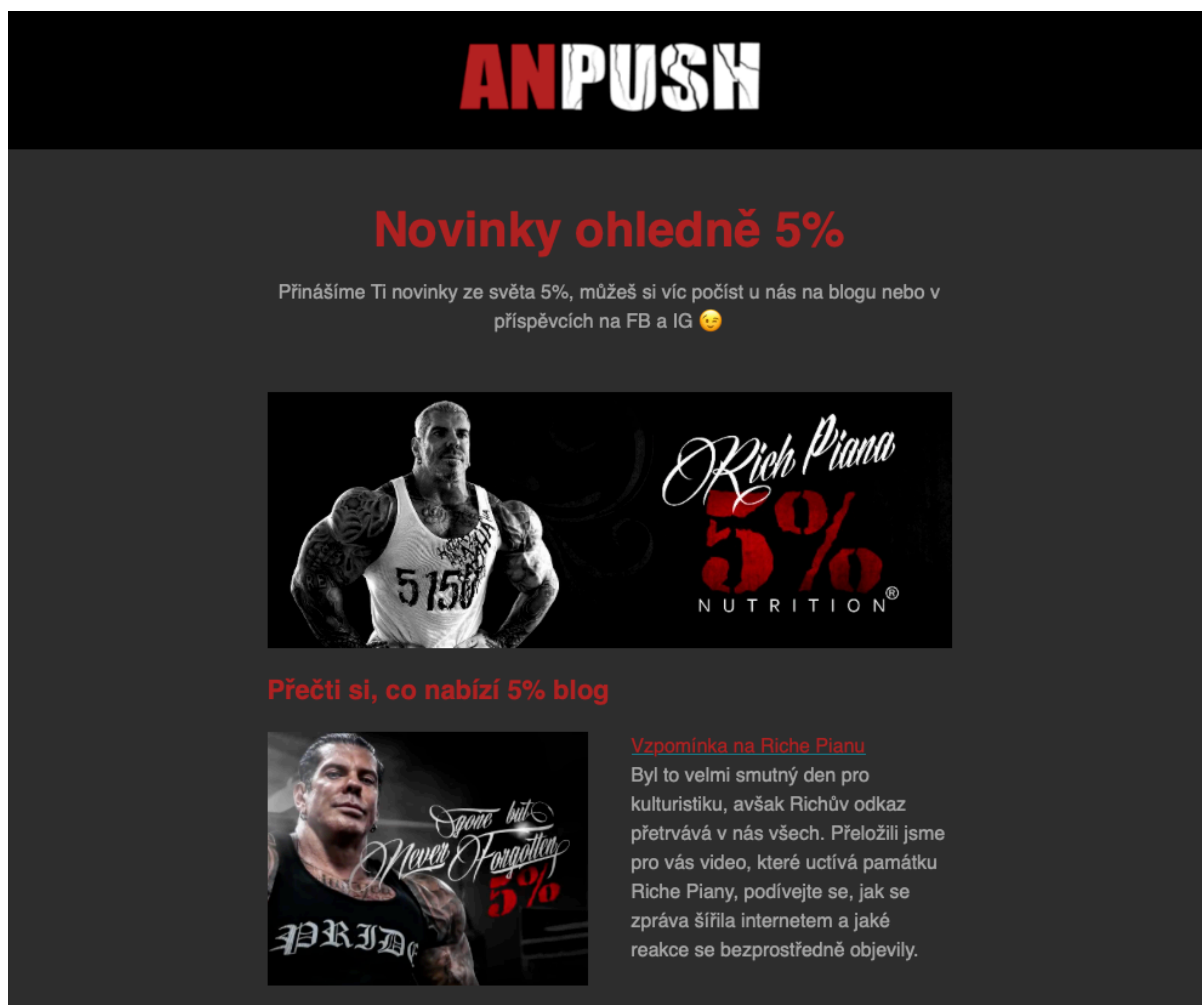 ANPUSH
Novinky ohledně 5%
Přinášíme Ti novinky ze světa 5%, můžeš si víc počíst u nás na blogu nebo v
příspěvcích na FB a IG 😉
Rich Piana
5%
NUTRITION®
5150
Přečti si, co nabízí 5% blog
gone but
Never Forgotten
5%
PRIDE
Vzpomínka na Riche Pianu
Byl to velmi smutný den pro
kulturistiku, avšak Richův odkaz
přetrvává v nás všech. Přeložili jsme
pro vás video, které uctívá památku
Riche Piany, podívejte se, jak se
zpráva šířila internetem a jaké
reakce se bezprostředně objevily.